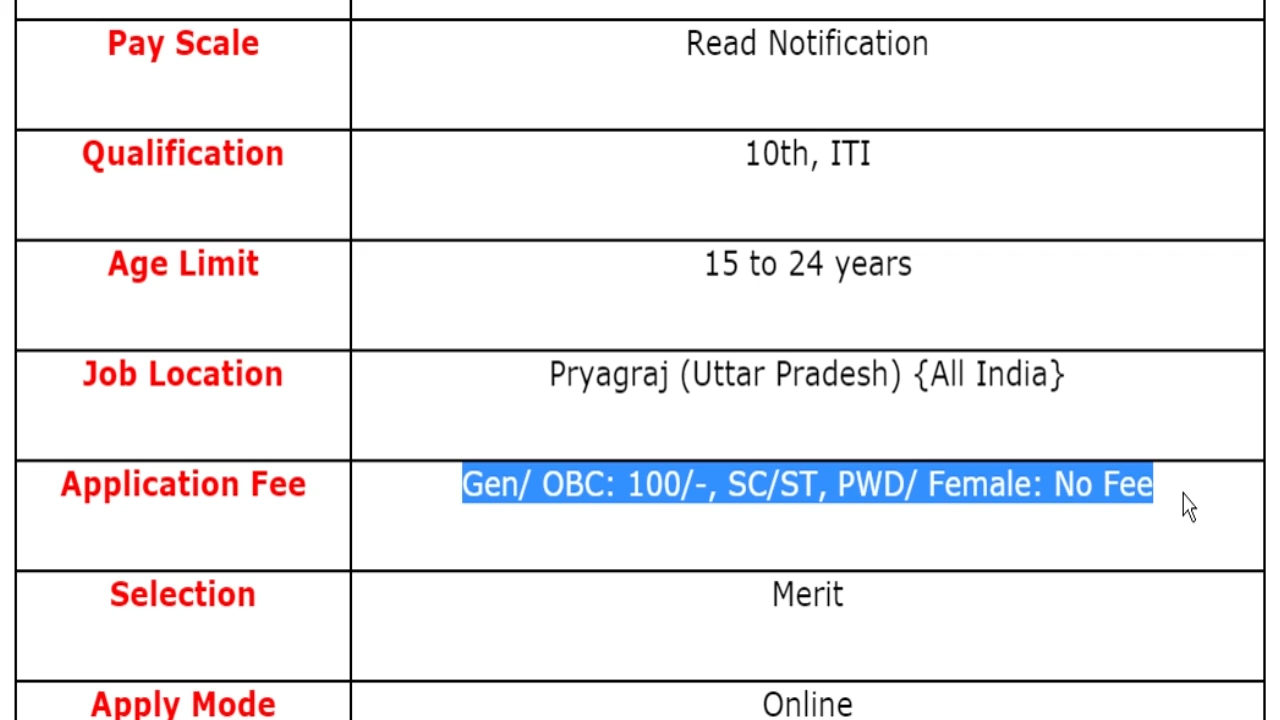 Pay Scale Read Notification
Qualification 10th, ITI
Age Limit 15 to 24 years
Job Location Pryagraj (Uttar Pradesh) {All India}
Application Fee Gen/ OBC: 100/-, SC/ST, PWD/ Female: No Fee
Selection Merit
Apply Mode Online